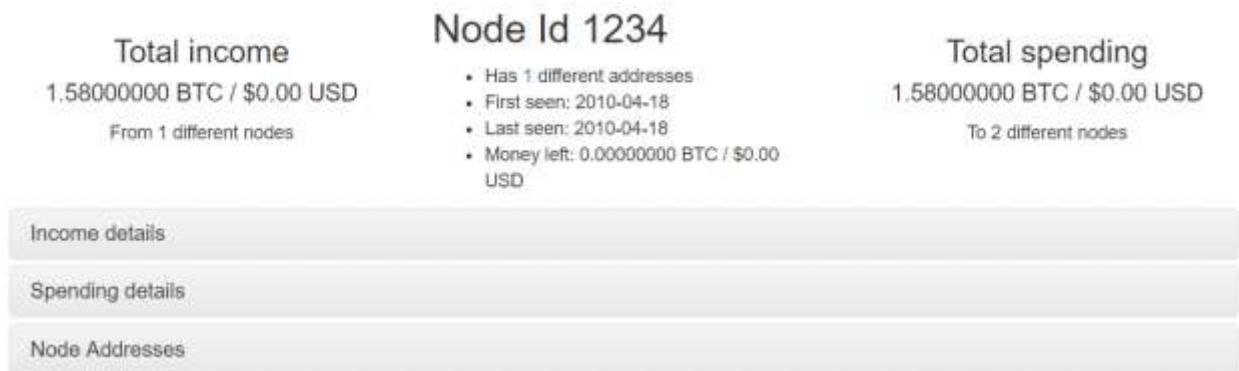 Total income
1.58000000 BTC / $0.00 USD
From 1 different nodes
Node Id 1234
• Has 1 different addresses
• First seen: 2010-04-18
• Last seen: 2010-04-18
• Money left: 0.00000000 BTC / $0.00
USD
Total spending
1.58000000 BTC / $0.00 USD
To 2 different nodes
Income details
Spending details
Node Addresses